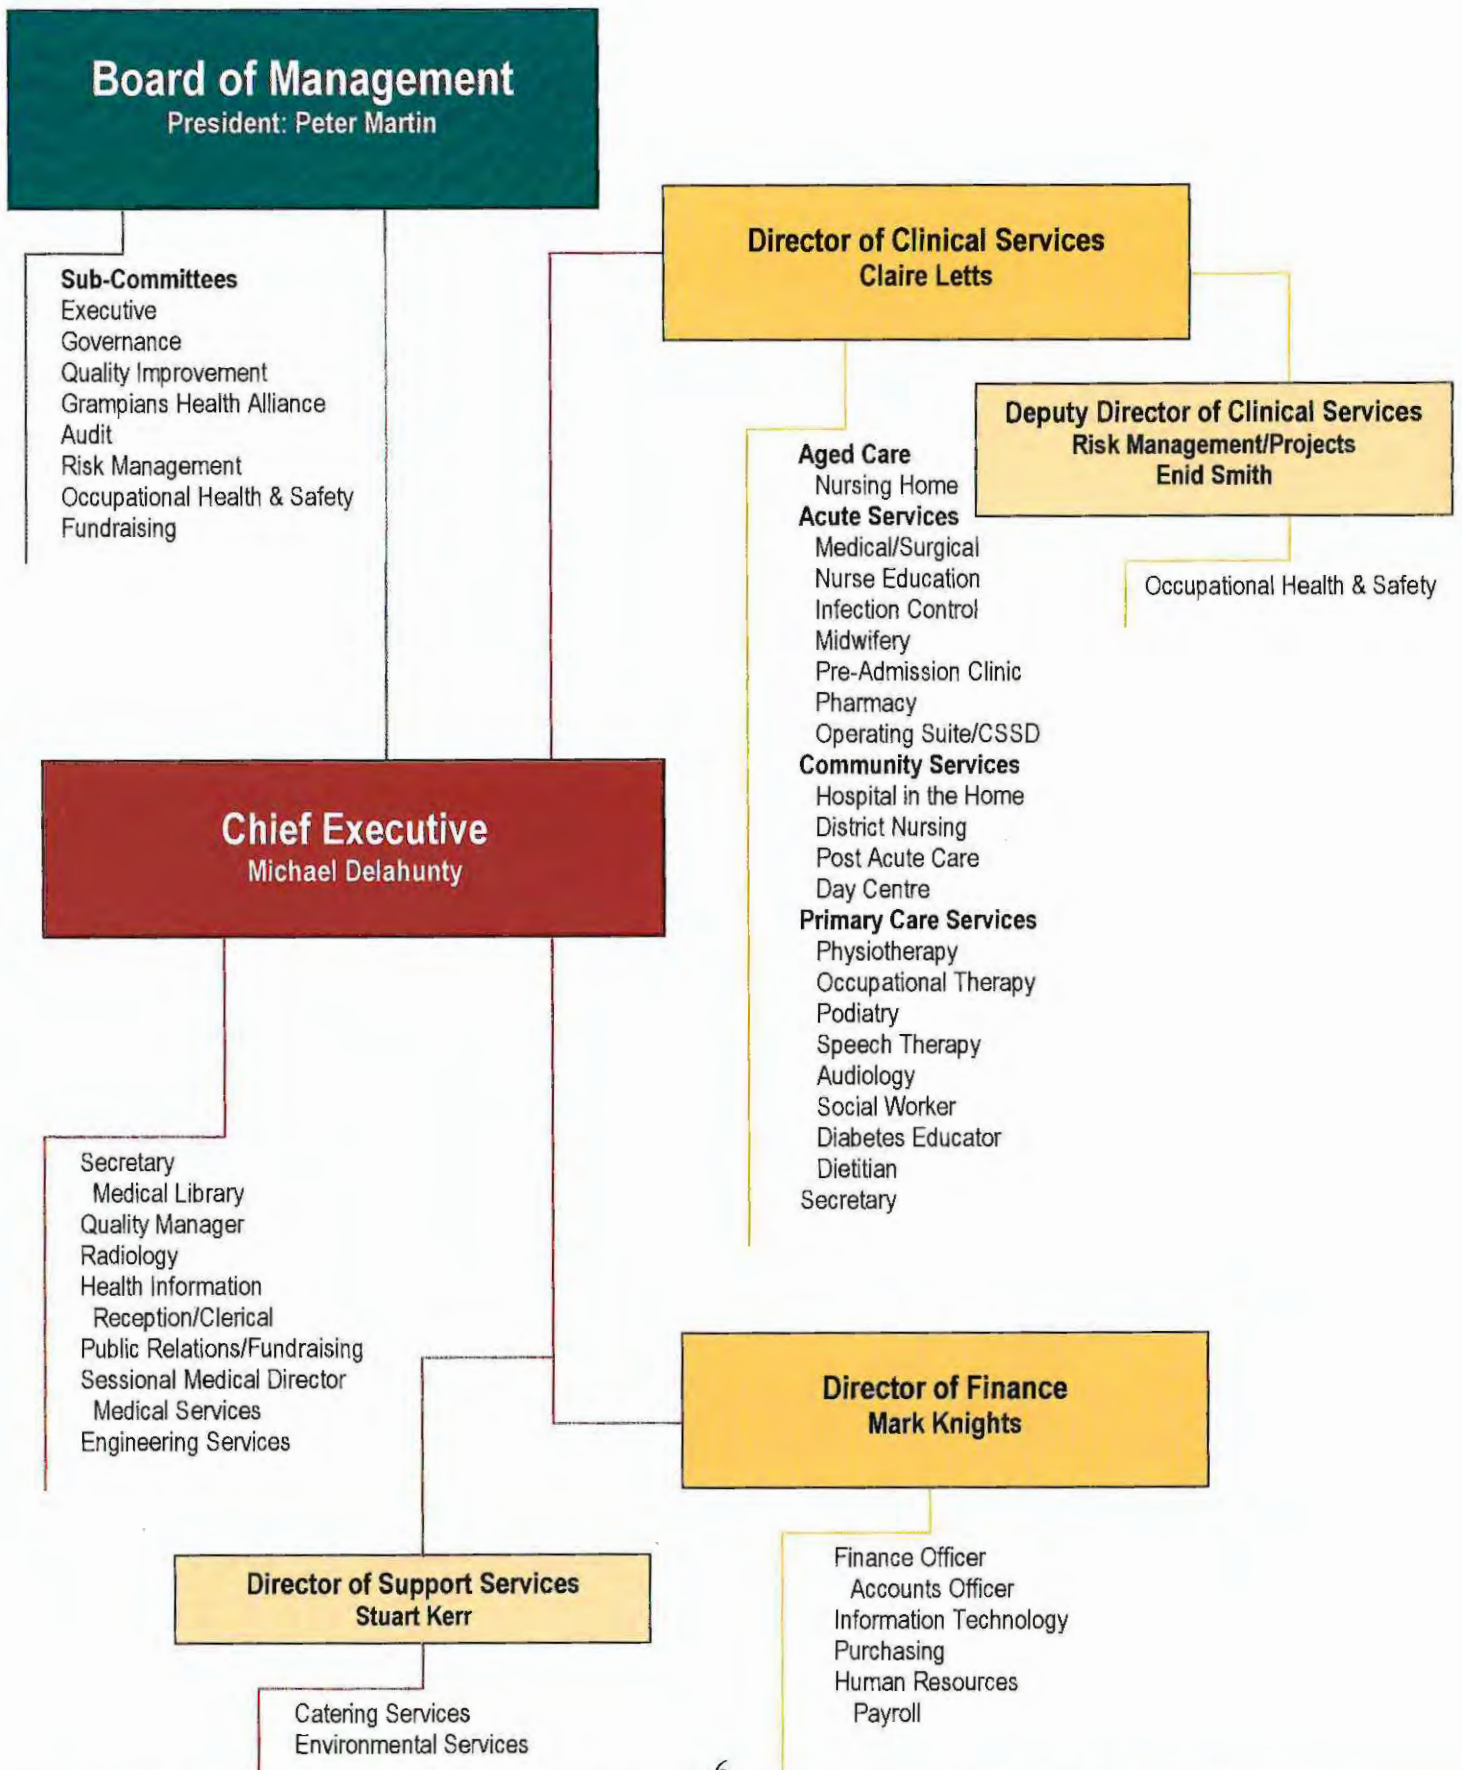 Board of Management
President: Peter Martin
Sub-Committees
Executive
Governance
Quality Improvement
Grampians Health Alliance
Audit
Risk Management
Occupational Health & Safety
Fundraising
Director of Clinical Services
Claire Letts
Deputy Director of Clinical Services
Risk Management/Projects
Enid Smith
Occupational Health & Safety
Aged Care
Nursing Home
Acute Services
Medical/Surgical
Nurse Education
Infection Control
Midwifery
Pre-Admission Clinic
Pharmacy
Operating Suite/CSSD
Community Services
Hospital in the Home
District Nursing
Post Acute Care
Day Centre
Primary Care Services
Physiotherapy
Occupational Therapy
Podiatry
Speech Therapy
Audiology
Social Worker
Diabetes Educator
Dietitian
Secretary
Chief Executive
Michael Delahunty
Secretary
Medical Library
Quality Manager
Radiology
Health Information
Reception/Clerical
Public Relations/Fundraising
Sessional Medical Director
Medical Services
Engineering Services
Director of Finance
Mark Knights
Finance Officer
Accounts Officer
Information Technology
Purchasing
Human Resources
Payroll
Director of Support Services
Stuart Kerr
Catering Services
Environmental Services